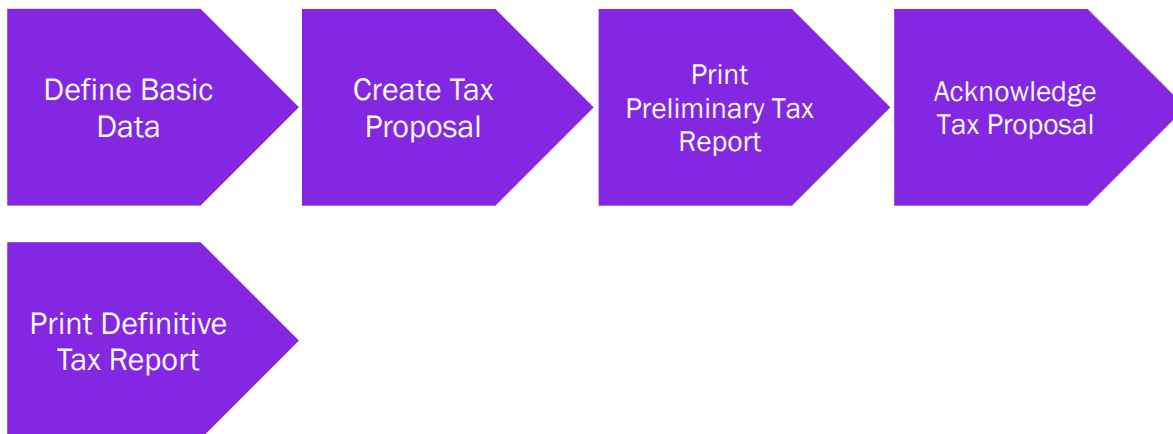 Define Basic
Data
Create Tax
Proposal
Print
Preliminary Tax
Report
Acknowledge
Tax Proposal
Print Definitive
Tax Report